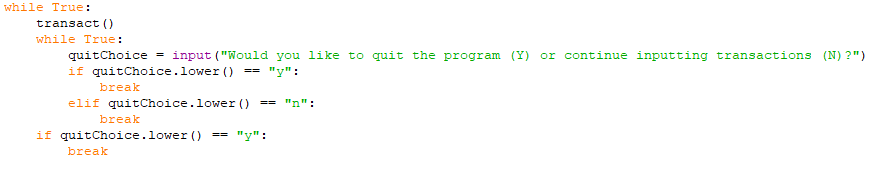 while True:
    transact()
    while True:
        quitChoice = input("Would you like to quit the program (Y) or continue inputting transactions (N)?")
        if quitChoice.lower() == "y":
            break
        elif quitChoice.lower() == "n":
            break
    if quitChoice.lower() == "y":
        break